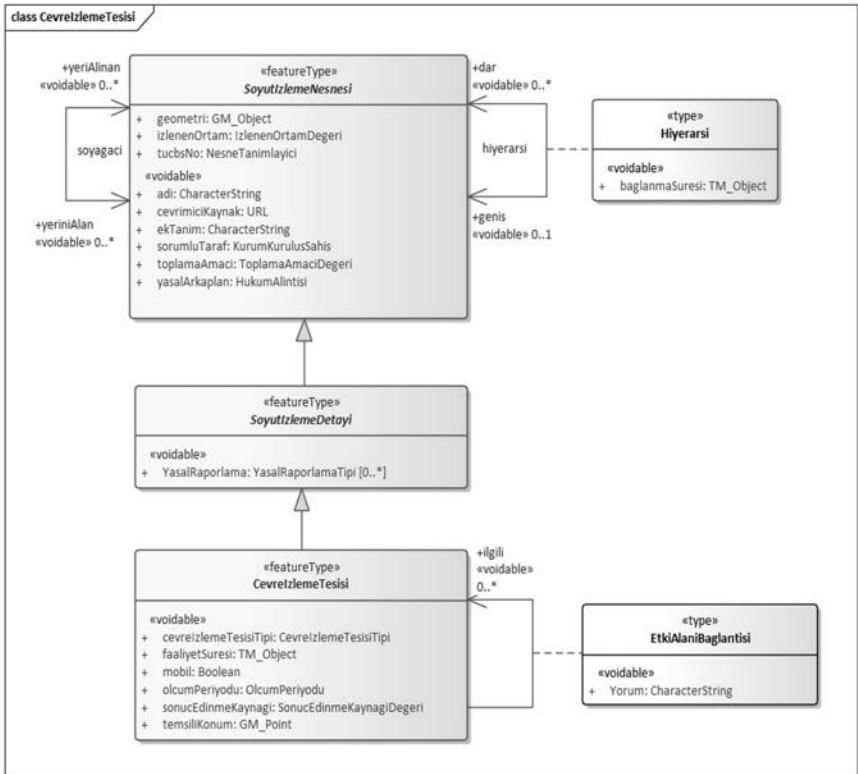 class CevreIzlemeTesisi
+yeriAlinan
«voidable» 0..*
soyagaci
+yeriniAlan
«voidable» 0..*
«featureType»
SoyutIzlemeNesnesi
+ geometri: GM_Object
+ izlenenOrtam: IzlenenOrtamDegeri
+ tucbsNo: NesneTanimlayici
«voidable»
+ adi: CharacterString
+ cevrimiciKaynak: URL
+ ekTanim: CharacterString
+ sorumluTaraf: KurumKurulusSahis
+ toplamaAmaci: ToplamaAmaciDegeri
+ yasalArkaplan: HukumAlintisi
+dar
«voidable» 0..*
hiyerarsi
+genis
«voidable» 0..1
«type»
Hiyerarsi
«voidable»
+ baglanmaSuresi: TM_Object
«featureType»
SoyutIzlemeDetayi
«voidable»
+ YasalRaporlama: YasalRaporlamaTipi [0..*]
«featureType»
CevreIzlemeTesisi
«voidable»
+ cevreIzlemeTesisiTipi: CevreIzlemeTesisiTipi
+ faaliyetSuresi: TM_Object
+ mobil: Boolean
+ olcumPeriyodu: OlcumPeriyodu
+ sonucEdinmeKaynagi: SonucEdinmeKaynagiDegeri
+ temsiliKonum: GM_Point
+ilgili
«voidable»
0..*
«type»
EtkiAlaniBaglantisi
«voidable»
+ Yorum: CharacterString